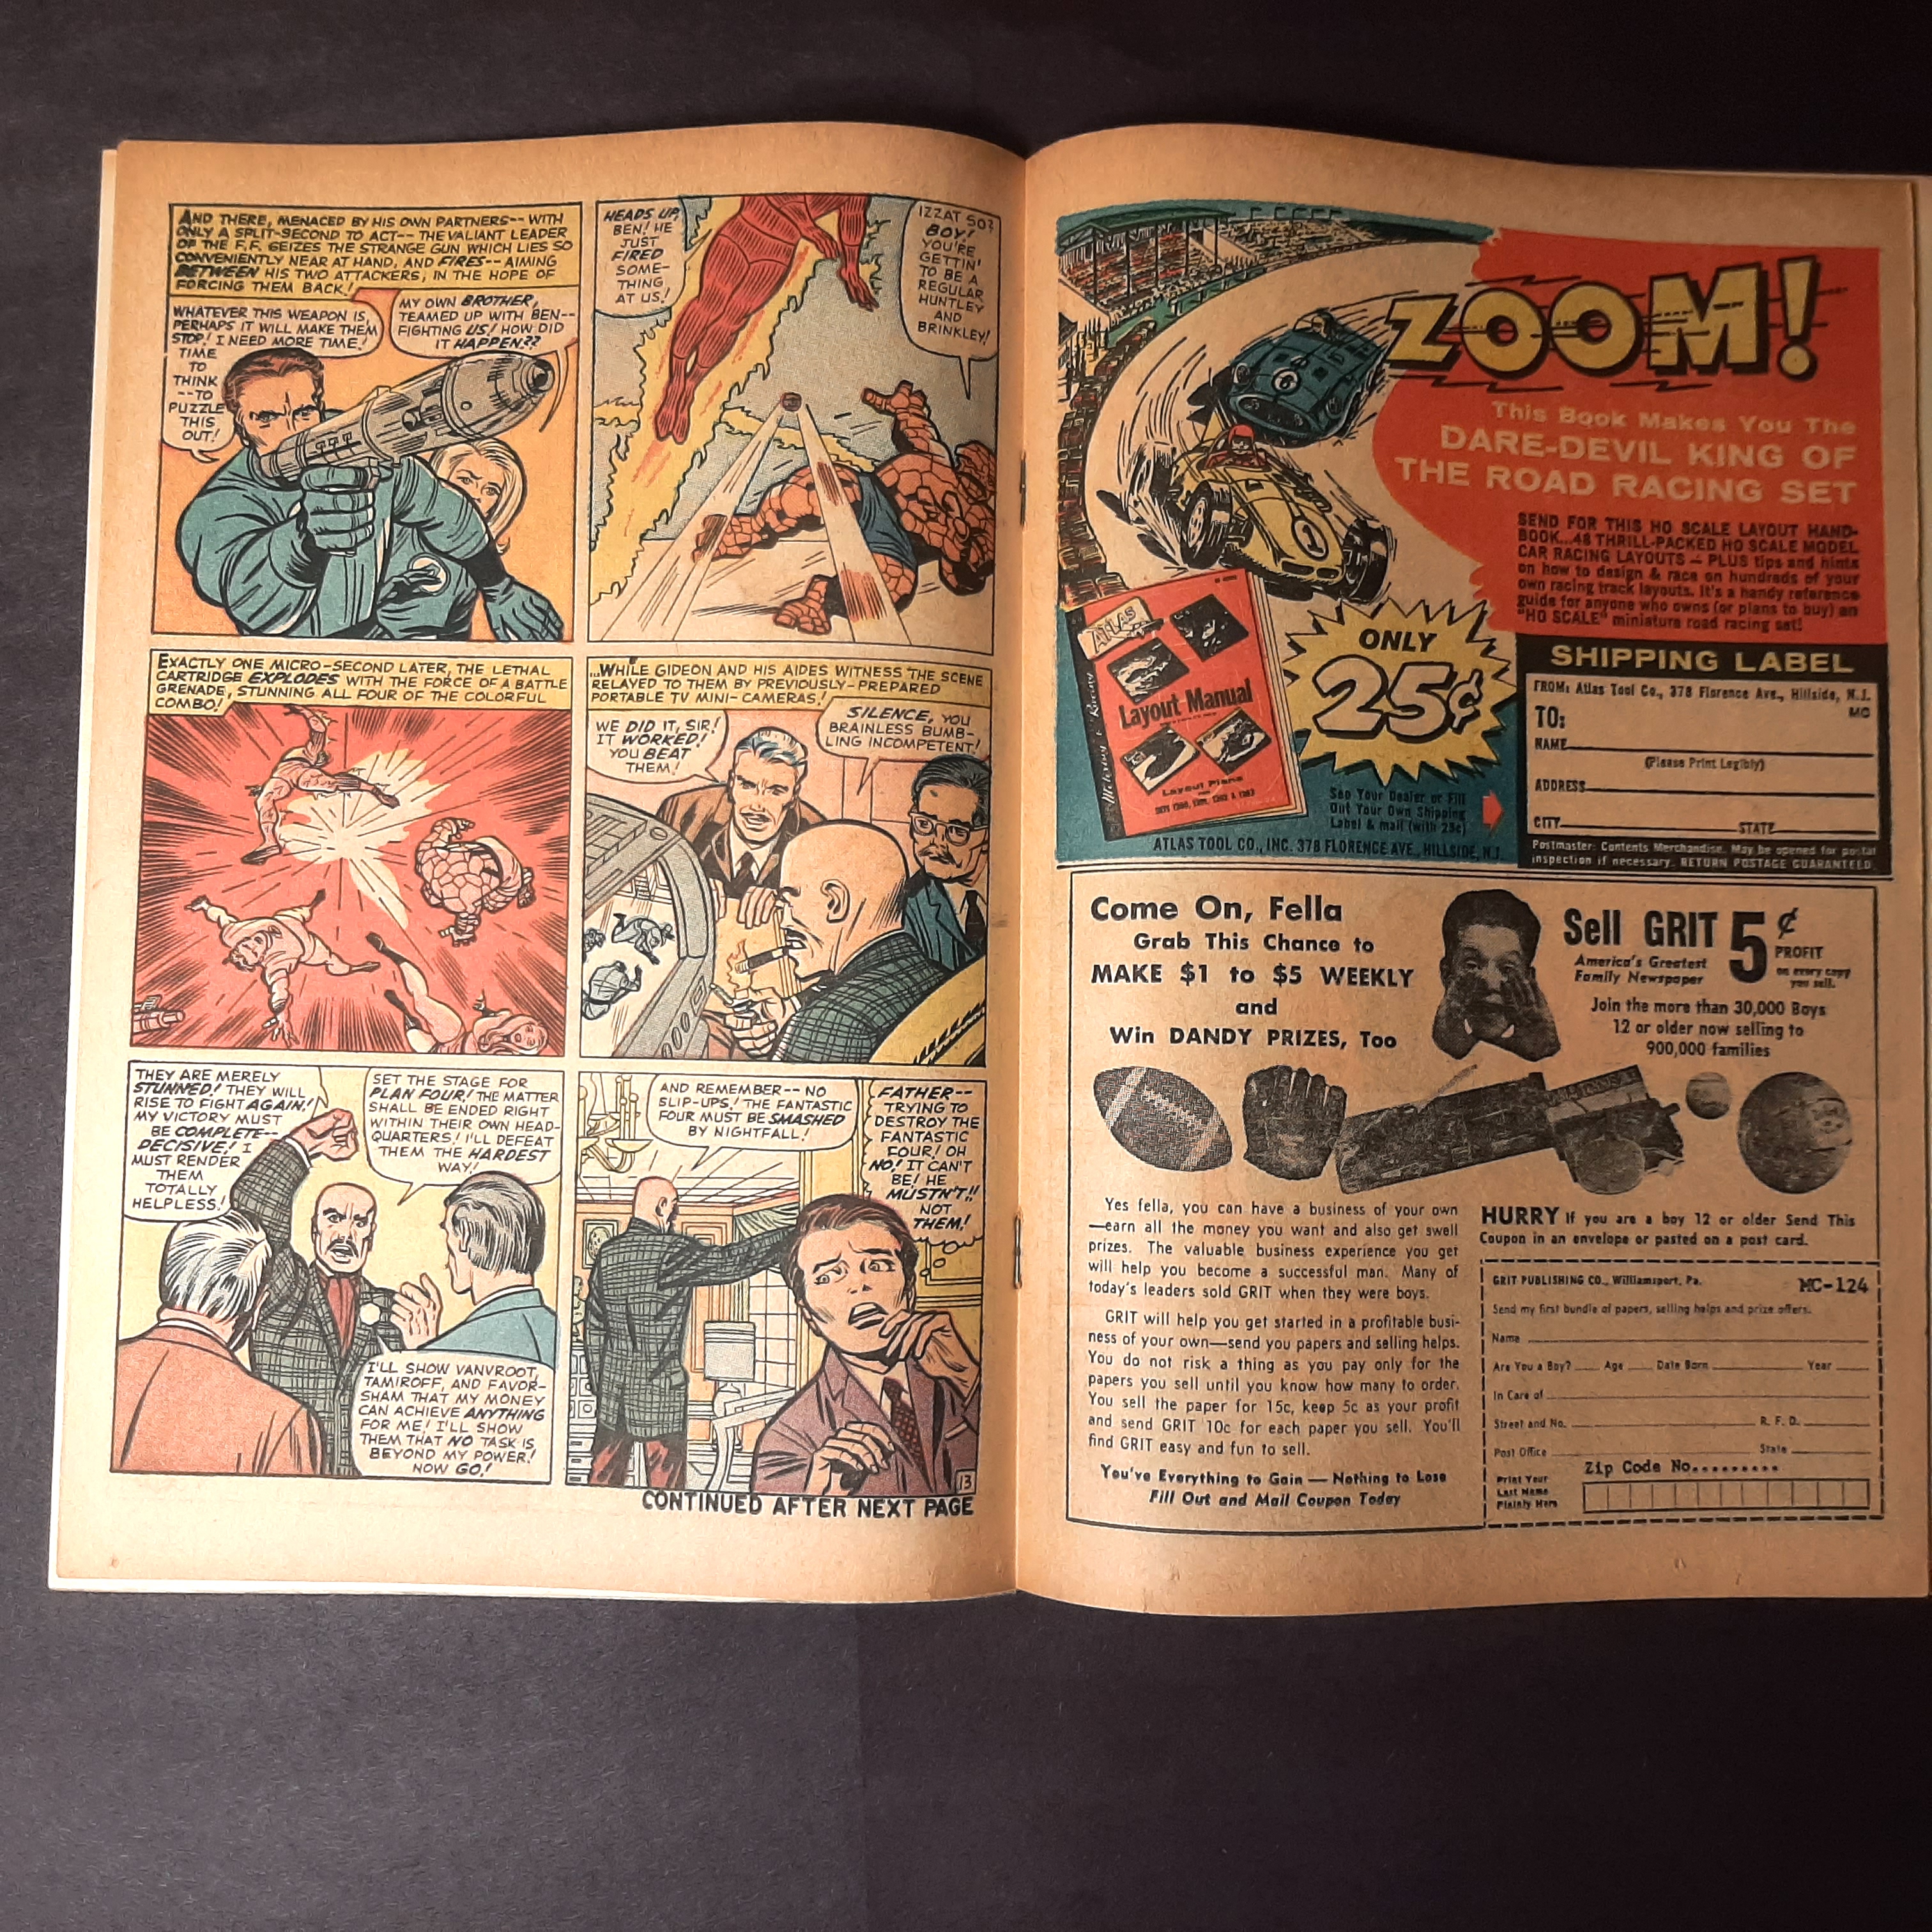 AND THERE, MENACED BY HIS OWN PARTNERS-- WITH
ONLY A SPLIT-SECOND TO ACT-- THE VALIANT LEADER
OF THE F.F. SEIZES THE STRANGE GUN WHICH LIES SO
CONVENIENTLY NEAR AT HAND, AND FIRES-- AIMING
BETWEEN HIS TWO ATTACKERS, IN THE HOPE OF
FORCING THEM BACK!
WHATEVER THIS WEAPON IS,
PERHAPS IT WILL MAKE THEM
STOP! I NEED MORE TIME!
TIME
TO
THINK
--TO
PUZZLE
THIS
OUT!
MY OWN BROTHER,
TEAMED UP WITH BEN--
FIGHTING US! HOW DID
IT HAPPEN??
HEADS UP,
BEN! HE
JUST
FIRED
SOME-
THING
AT US!
IZZAT SO?
BOY!
YOU'RE
GETTIN'
TO BE A
REGULAR
HUNTLEY
AND
BRINKLEY!
EXACTLY ONE MICRO-SECOND LATER, THE LETHAL
CARTRIDGE EXPLODES WITH THE FORCE OF A BATTLE
GRENADE, STUNNING ALL FOUR OF THE COLORFUL
COMBO!
...WHILE GIDEON AND HIS AIDES WITNESS THE SCENE
RELAYED TO THEM BY PREVIOUSLY-PREPARED
PORTABLE TV MINI-CAMERAS!
WE DID IT, SIR!
IT WORKED!
YOU BEAT
THEM!
SILENCE, YOU
BRAINLESS BUMB-
LING INCOMPETENT!
THEY ARE MERELY
STUNNED! THEY WILL
RISE TO FIGHT AGAIN!
MY VICTORY MUST
BE COMPLETE--
DECISIVE! I
MUST RENDER
THEM
TOTALLY
HELPLESS!
SET THE STAGE FOR
PLAN FOUR! THE MATTER
SHALL BE ENDED RIGHT
WITHIN THEIR OWN HEAD-
QUARTERS! I'LL DEFEAT
THEM THE HARDEST
WAY!
I'LL SHOW VANVROOT,
TAMIROFF, AND FAVOR-
SHAM THAT MY MONEY
CAN ACHIEVE ANYTHING
FOR ME! I'LL SHOW
THEM THAT NO TASK IS
BEYOND MY POWER!
NOW GO!
AND REMEMBER-- NO
SLIP-UPS! THE FANTASTIC
FOUR MUST BE SMASHED
BY NIGHTFALL!
FATHER--
TRYING TO
DESTROY THE
FANTASTIC
FOUR! OH
NO! IT CAN'T
BE! HE
MUSTN'T!!
NOT
THEM!
13
CONTINUED AFTER NEXT PAGE
ZOOM!
This Book Makes You The
DARE-DEVIL KING OF
THE ROAD RACING SET
SEND FOR THIS HO SCALE LAYOUT HAND-
BOOK...48 THRILL-PACKED HO SCALE MODEL
CAR RACING LAYOUTS — PLUS tips and hints
on how to design & race on hundreds of your
own racing track layouts. It's a handy reference
guide for anyone who owns (or plans to buy) an
"HO SCALE" miniature road racing set!
6
7
ATLAS
Layout Manual
Layout Plans
ONLY
25¢
See Your Dealer or Fill
Out Your Own Shipping
Label & mail (with 25¢)
ATLAS TOOL CO., INC. 378 FLORENCE AVE., HILLSIDE, N.J.
SHIPPING LABEL
FROM: Atlas Tool Co., 378 Florence Ave., Hillside, N.J.
MC
TO:
NAME
(Please Print Legibly)
ADDRESS
CITY STATE
Postmaster: Contents Merchandise. May be opened for postal
inspection if necessary. RETURN POSTAGE GUARANTEED.
Come On, Fella
Grab This Chance to
MAKE $1 to $5 WEEKLY
and
Win DANDY PRIZES, Too
Sell GRIT 5¢
PROFIT
on every copy
you sell.
America's Greatest
Family Newspaper
Join the more than 30,000 Boys
12 or older now selling to
900,000 families
Yes fella, you can have a business of your own
—earn all the money you want and also get swell
prizes. The valuable business experience you get
will help you become a successful man. Many of
today's leaders sold GRIT when they were boys.
GRIT will help you get started in a profitable busi-
ness of your own—send you papers and selling helps.
You do not risk a thing as you pay only for the
papers you sell until you know how many to order.
You sell the paper for 15c, keep 5c as your profit
and send GRIT 10c for each paper you sell. You'll
find GRIT easy and fun to sell.
You've Everything to Gain — Nothing to Lose
Fill Out and Mail Coupon Today
HURRY If you are a boy 12 or older Send This
Coupon in an envelope or pasted on a post card.
GRIT PUBLISHING CO., Williamsport, Pa. MC-124
Send my first bundle of papers, selling helps and prize offers.
Name
Are You a Boy? Age Date Born Year
In Care of
Street and No. R. F. D.
Post Office State
Zip Code No.........
Print Your
Last Name
Plainly Here